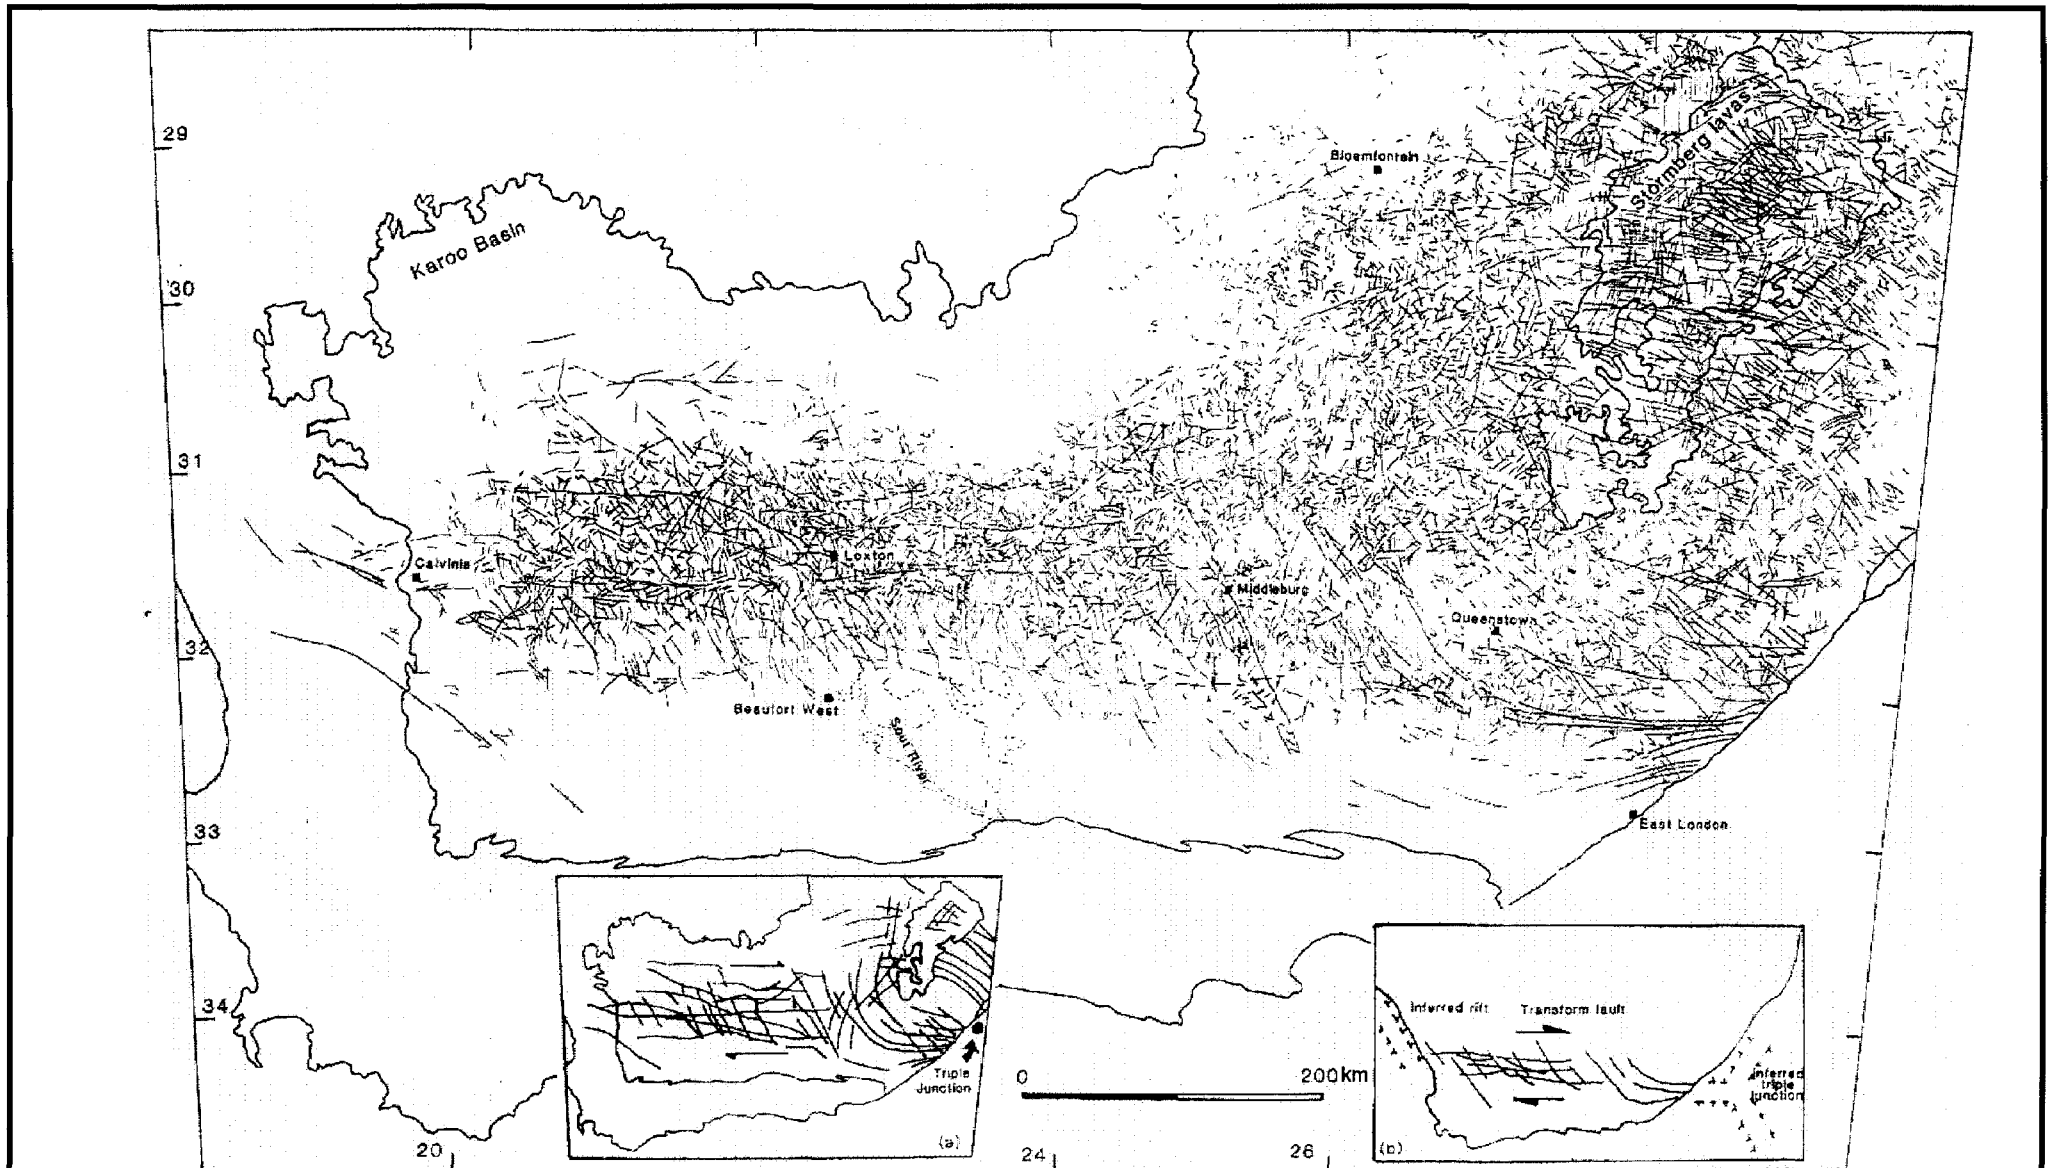 29
Stormberg lavas
Bloemfontein
Karoo Basin
30
31
Loxton
Calvinia
Middleburg
Queenstown
32
Beaufort West
Sout River
33
East London
34
Triple
Junction
(a)
0
200km
Inferred rift
Transform fault
Inferred
triple
junction
(b)
20
24
26